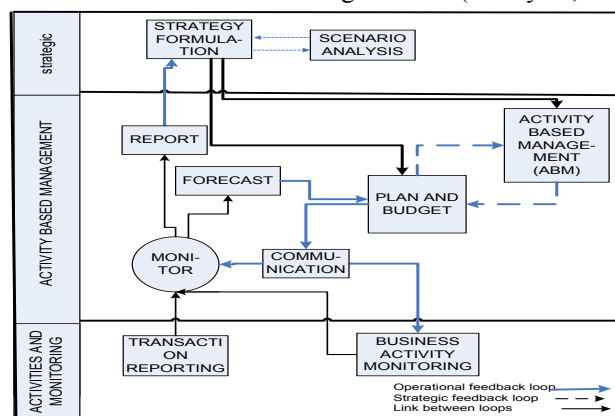 strategic
STRATEGY
FORMULA-
TION
SCENARIO
ANALYSIS
ACTIVITY BASED MANAGEMENT
REPORT
FORECAST
ACTIVITY
BASED
MANAGE-
MENT
(ABM)
PLAN AND
BUDGET
MONI-
TOR
COMMU-
NICATION
ACTIVITIES AND
MONITORING
TRANSACTI
ON
REPORTING
BUSINESS
ACTIVITY
MONITORING
Operational feedback loop
Strategic feedback loop
Link between loops